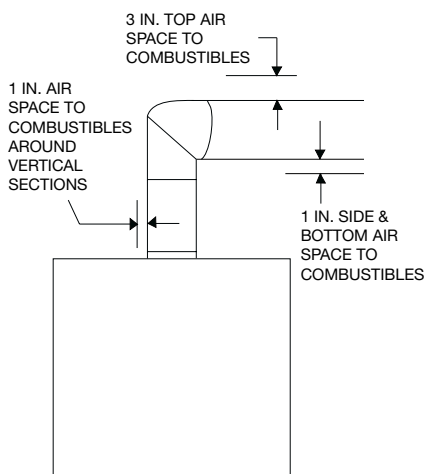 3 IN. TOP AIR
SPACE TO
COMBUSTIBLES
1 IN. AIR
SPACE TO
COMBUSTIBLES
AROUND
VERTICAL
SECTIONS
1 IN. SIDE &
BOTTOM AIR
SPACE TO
COMBUSTIBLES